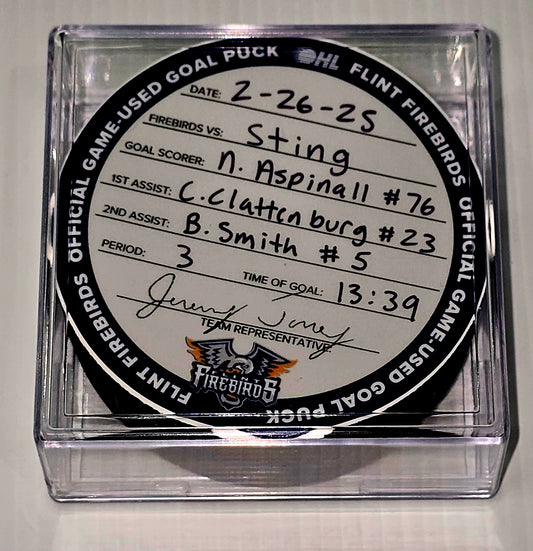 OFFICIAL GAME-USED GOAL PUCK
OHL FLINT FIREBIRDS
OFFICIAL GAME-USED GOAL PUCK
FLINT FIREBIRDS
DATE: 2-26-25
FIREBIRDS VS: Sting
GOAL SCORER: N. Aspinall #76
1ST ASSIST: C. Clattenburg #23
2ND ASSIST: B. Smith #5
PERIOD: 3
TIME OF GOAL: 13:39
Jeremy Torrey
TEAM REPRESENTATIVE:
FIREBIRDS